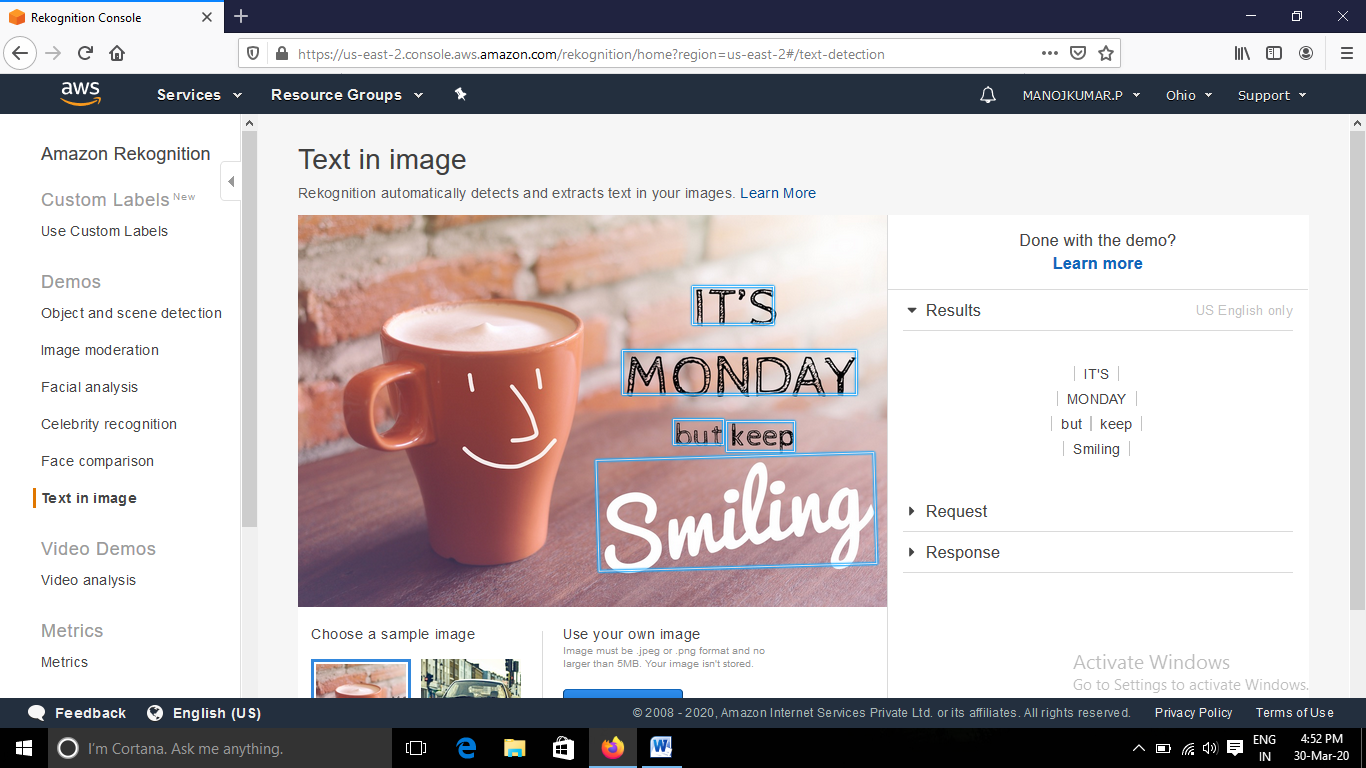 Rekognition Console
https://us-east-2.console.aws.amazon.com/rekognition/home?region=us-east-2#/text-detection
aws Services Resource Groups MANOJKUMAR.P Ohio Support
Amazon Rekognition
Custom Labels New
Use Custom Labels
Demos
Object and scene detection
Image moderation
Facial analysis
Celebrity recognition
Face comparison
Text in image
Video Demos
Video analysis
Metrics
Metrics
Text in image
Rekognition automatically detects and extracts text in your images. Learn More
IT'S
MONDAY
but keep
Smiling
Choose a sample image
Use your own image
Image must be .jpeg or .png format and no
larger than 5MB. Your image isn't stored.
Done with the demo?
Learn more
Results US English only
| IT'S |
| MONDAY |
| but | keep |
| Smiling |
Request
Response
Activate Windows
Go to Settings to activate Windows.
Feedback English (US) © 2008 - 2020, Amazon Internet Services Private Ltd. or its affiliates. All rights reserved. Privacy Policy Terms of Use
I'm Cortana. Ask me anything.
ENG
IN
4:52 PM
30-Mar-20